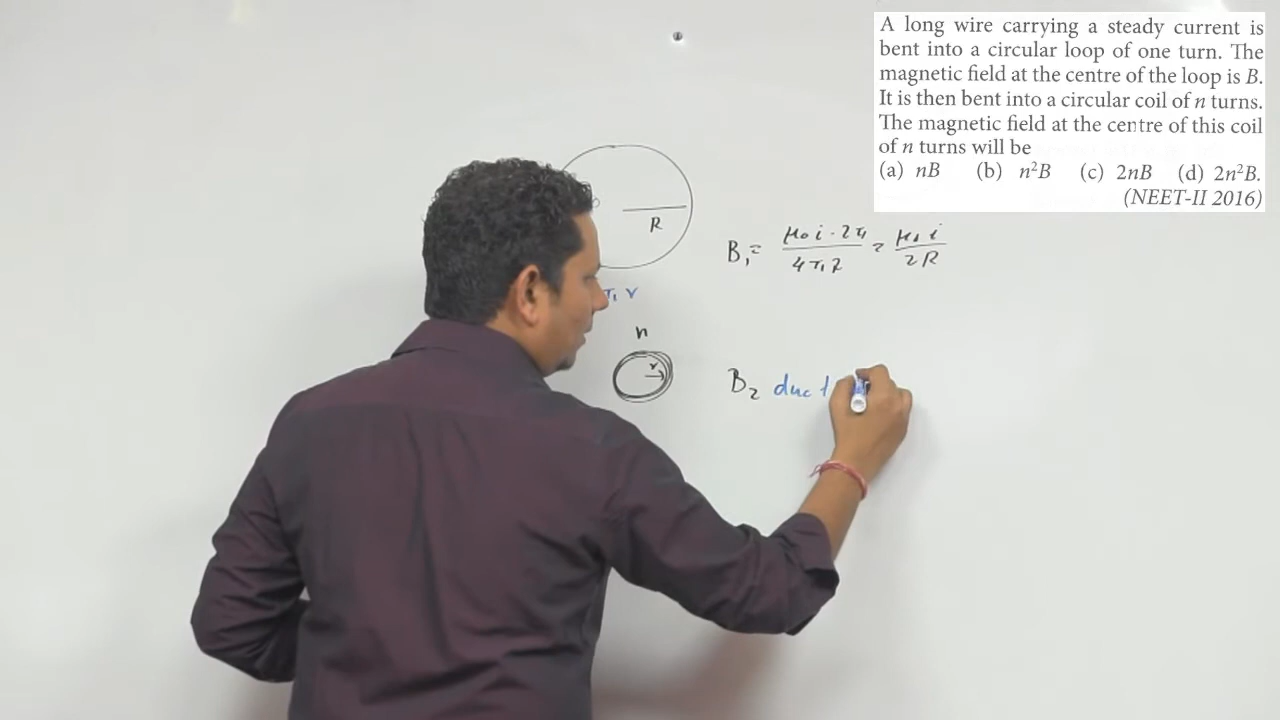 A long wire carrying a steady current is
bent into a circular loop of one turn. The
magnetic field at the centre of the loop is B.
It is then bent into a circular coil of n turns.
The magnetic field at the centre of this coil
of n turns will be
(a) nB (b) n²B (c) 2nB (d) 2n²B.
(NEET-II 2016)
R
B₁ = μ₀ i · 2π / 4π R = μ₀ i / 2R
n
r
B₂ due